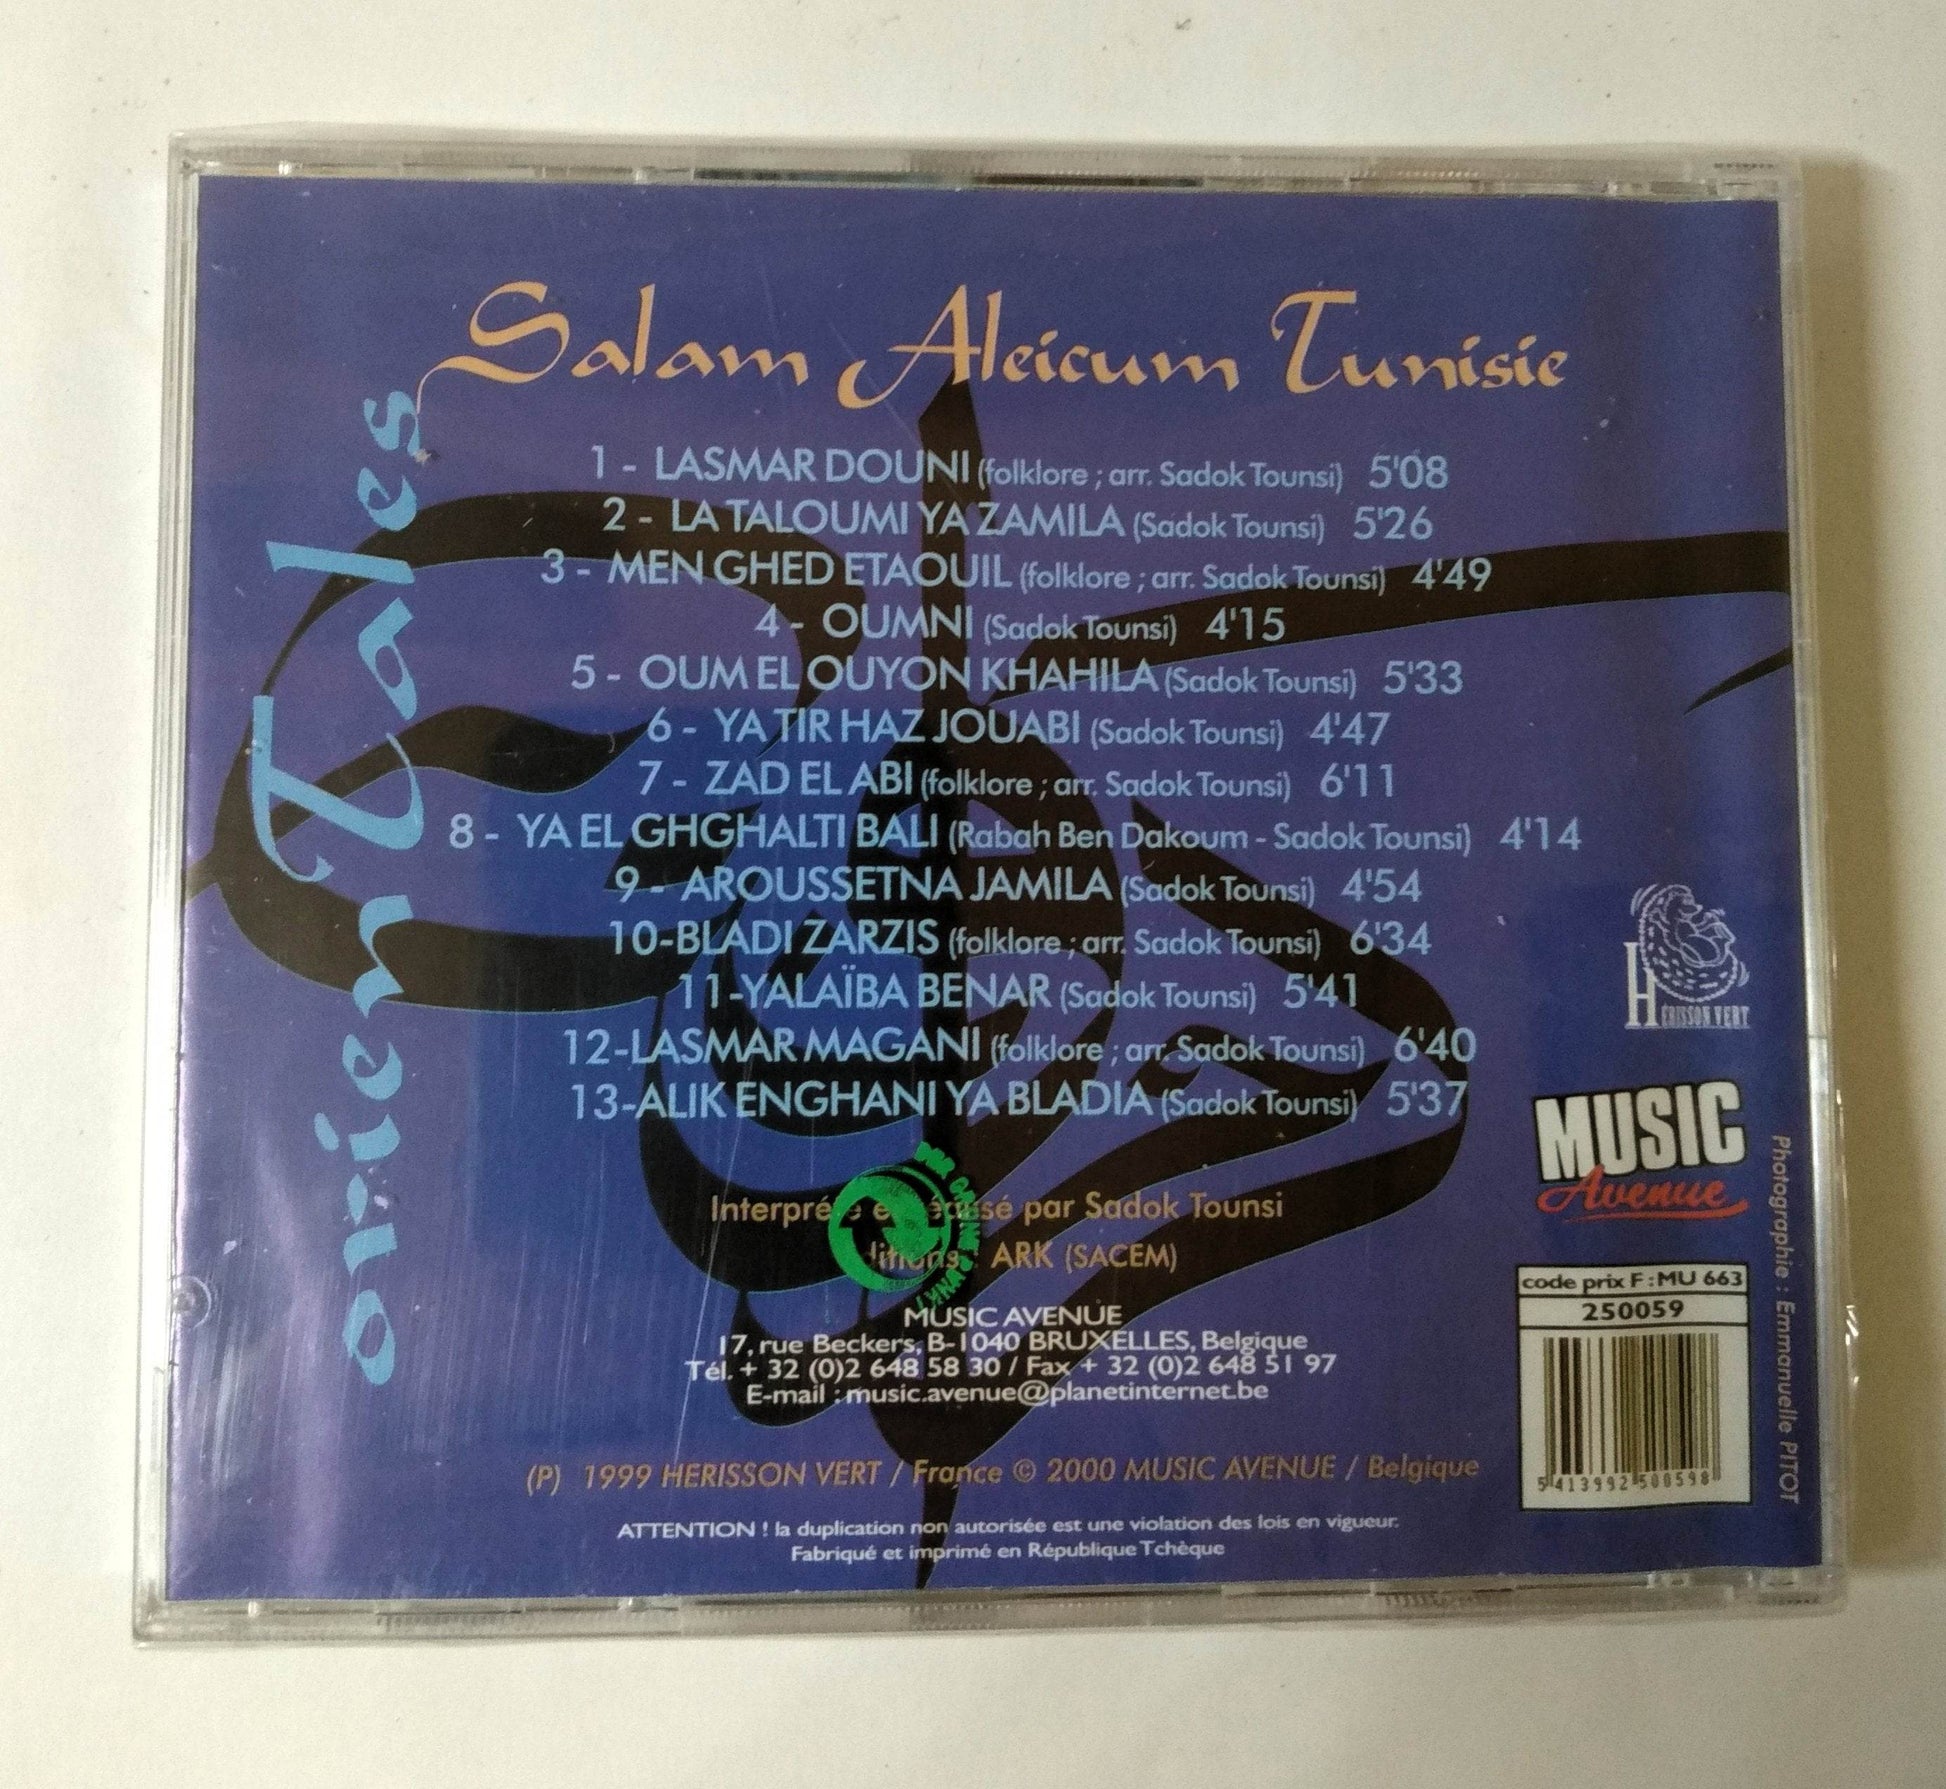 Salam Aleicum Tunisie
orienTales
1 - LASMAR DOUNI (folklore ; arr. Sadok Tounsi) 5'08
2 - LA TALOUMI YA ZAMILA (Sadok Tounsi) 5'26
3 - MEN GHED ETAOUIL (folklore ; arr. Sadok Tounsi) 4'49
4 - OUMNI (Sadok Tounsi) 4'15
5 - OUM EL OUYON KHAHILA (Sadok Tounsi) 5'33
6 - YA TIR HAZ JOUABI (Sadok Tounsi) 4'47
7 - ZAD EL ABI (folklore ; arr. Sadok Tounsi) 6'11
8 - YA EL GHGHALTI BALI (Rabah Ben Dakoum - Sadok Tounsi) 4'14
9 - AROUSSETNA JAMILA (Sadok Tounsi) 4'54
10-BLADI ZARZIS (folklore ; arr. Sadok Tounsi) 6'34
11-YALAÏBA BENAR (Sadok Tounsi) 5'41
12-LASMAR MAGANI (folklore ; arr. Sadok Tounsi) 6'40
13-ALIK ENGHANI YA BLADIA (Sadok Tounsi) 5'37
HÉRISSON VERT
MUSIC
Avenue
DER GRÜNE PUNKT
par Sadok Tounsi
ARK (SACEM)
MUSIC AVENUE
17, rue Beckers, B-1040 BRUXELLES, Belgique
Tél. + 32 (0)2 648 58 30 / Fax + 32 (0)2 648 51 97
E-mail : music.avenue@planetinternet.be
(P) 1999 HERISSON VERT / France © 2000 MUSIC AVENUE / Belgique
ATTENTION ! la duplication non autorisée est une violation des lois en vigueur.
Fabriqué et imprimé en République Tchèque
code prix F : MU 663
250059
5 413992 500598
Photographie : Emmanuelle PITOT